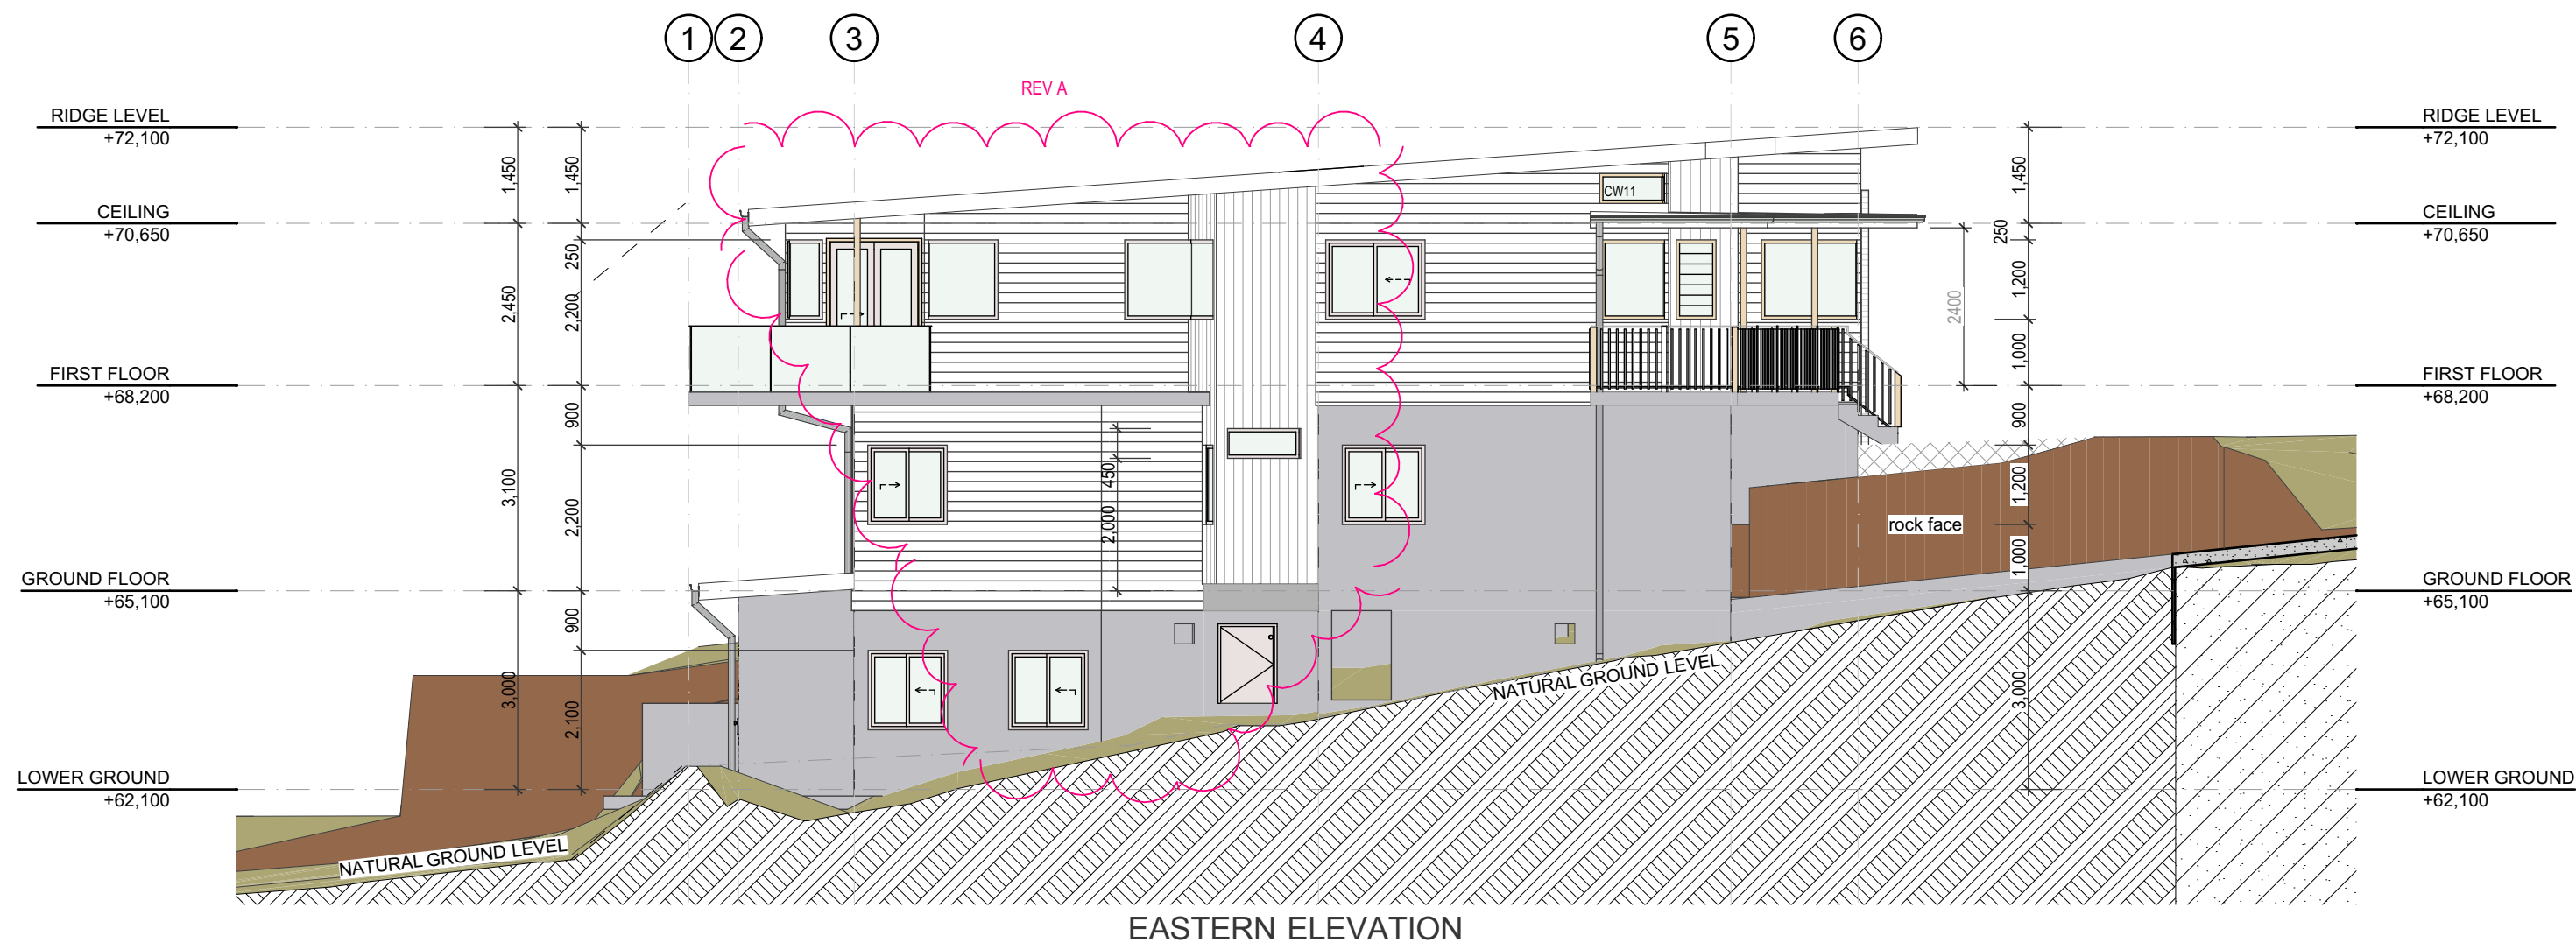 1 2 3 4 5 6
REV A
RIDGE LEVEL
+72,100
CEILING
+70,650
FIRST FLOOR
+68,200
GROUND FLOOR
+65,100
LOWER GROUND
+62,100
1,450
2,450
3,100
3,000
1,450
250
2,200
900
2,200
900
2,100
450
2,000
CW11
2400
1,450
250
1,200
1,000
900
1,200
1,000
3,000
RIDGE LEVEL
+72,100
CEILING
+70,650
FIRST FLOOR
+68,200
GROUND FLOOR
+65,100
LOWER GROUND
+62,100
rock face
NATURAL GROUND LEVEL
NATURAL GROUND LEVEL
EASTERN ELEVATION